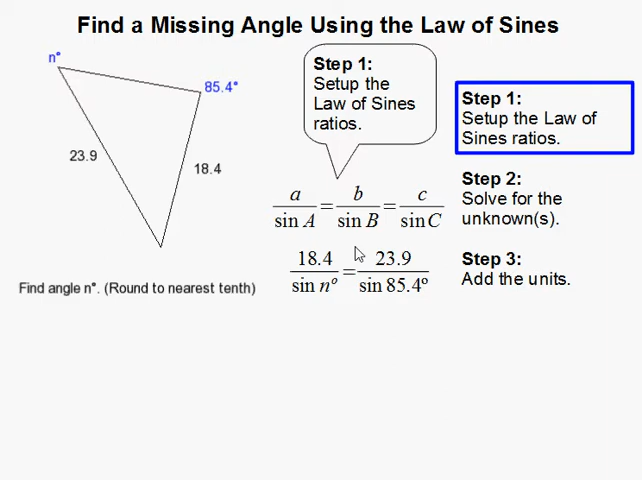 Find a Missing Angle Using the Law of Sines
n°
85.4°
23.9
18.4
Find angle n°. (Round to nearest tenth)
Step 1:
Setup the
Law of Sines
ratios.
a/sin A = b/sin B = c/sin C
18.4/sin n° = 23.9/sin 85.4°
Step 1:
Setup the Law of
Sines ratios.
Step 2:
Solve for the
unknown(s).
Step 3:
Add the units.